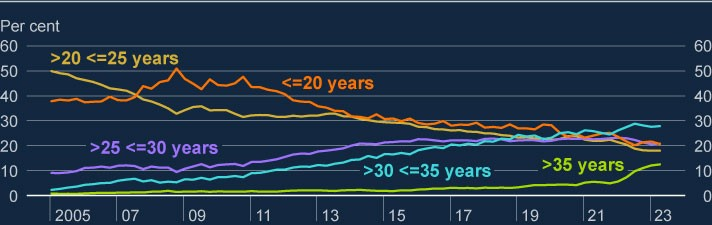 Per cent
60 60
>20 <=25 years
50 50
<=20 years
40 40
30 30
>25 <=30 years
20 20
>30 <=35 years
>35 years
10 10
0 0
2005 07 09 11 13 15 17 19 21 23